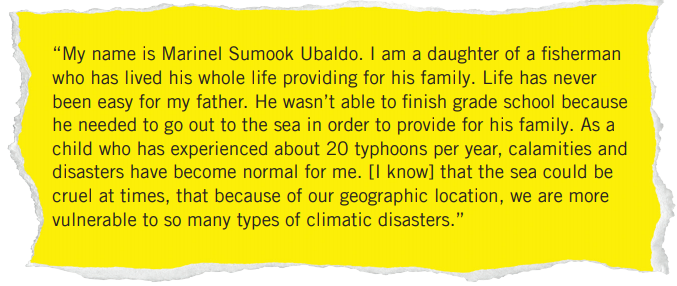 “My name is Marinel Sumook Ubaldo. I am a daughter of a fisherman
who has lived his whole life providing for his family. Life has never
been easy for my father. He wasn’t able to finish grade school because
he needed to go out to the sea in order to provide for his family. As a
child who has experienced about 20 typhoons per year, calamities and
disasters have become normal for me. [I know] that the sea could be
cruel at times, that because of our geographic location, we are more
vulnerable to so many types of climatic disasters.”